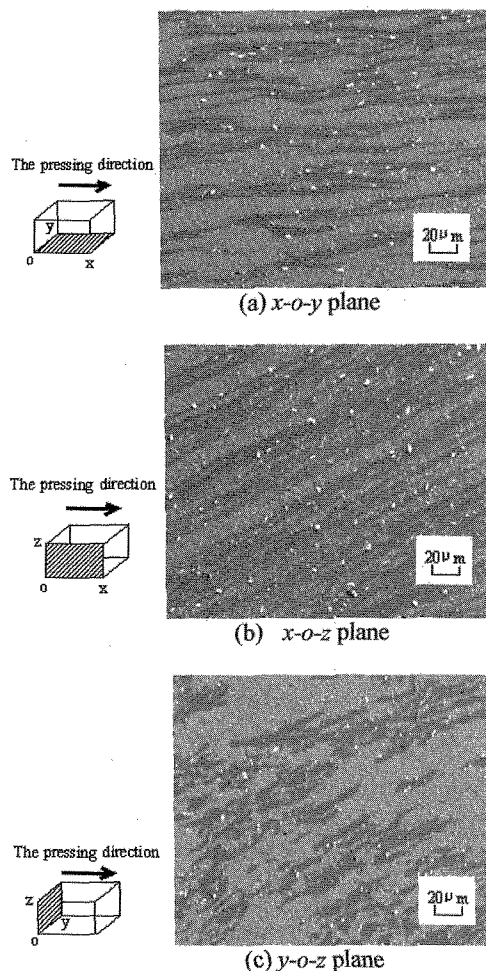 The pressing direction
y
o
x
20μm
(a) x-o-y plane
The pressing direction
z
o
x
20μm
(b) x-o-z plane
The pressing direction
z
y
o
20μm
(c) y-o-z plane